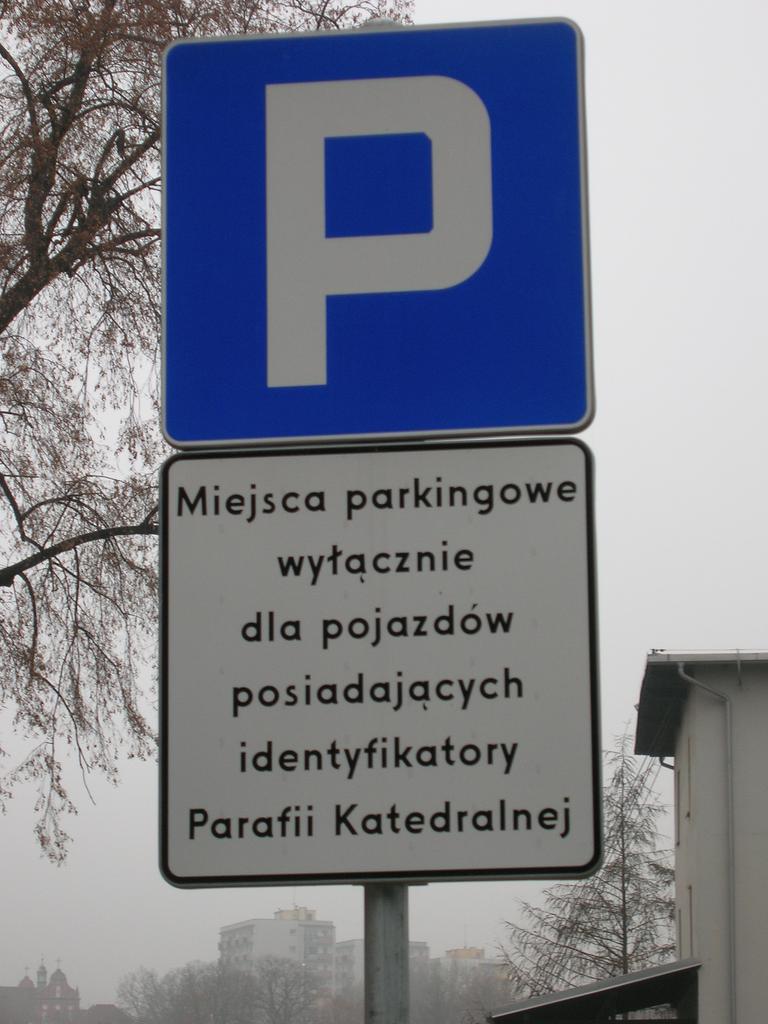 P
Miejsca parkingowe
wyłącznie
dla pojazdów
posiadających
identyfikatory
Parafii Katedralnej